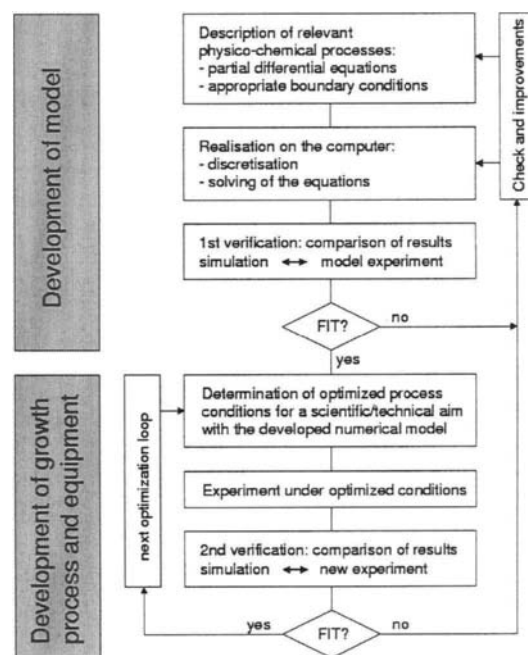 Development of model
Description of relevant
physico-chemical processes:
- partial differential equations
- appropriate boundary conditions
Check and improvements
Realisation on the computer:
- discretisation
- solving of the equations
1st verification: comparison of results
simulation ↔ model experiment
FIT?
no
yes
Development of growth
process and equipment
next optimization loop
Determination of optimized process
conditions for a scientific/technical aim
with the developed numerical model
Experiment under optimized conditions
2nd verification: comparison of results
simulation ↔ new experiment
yes
FIT?
no